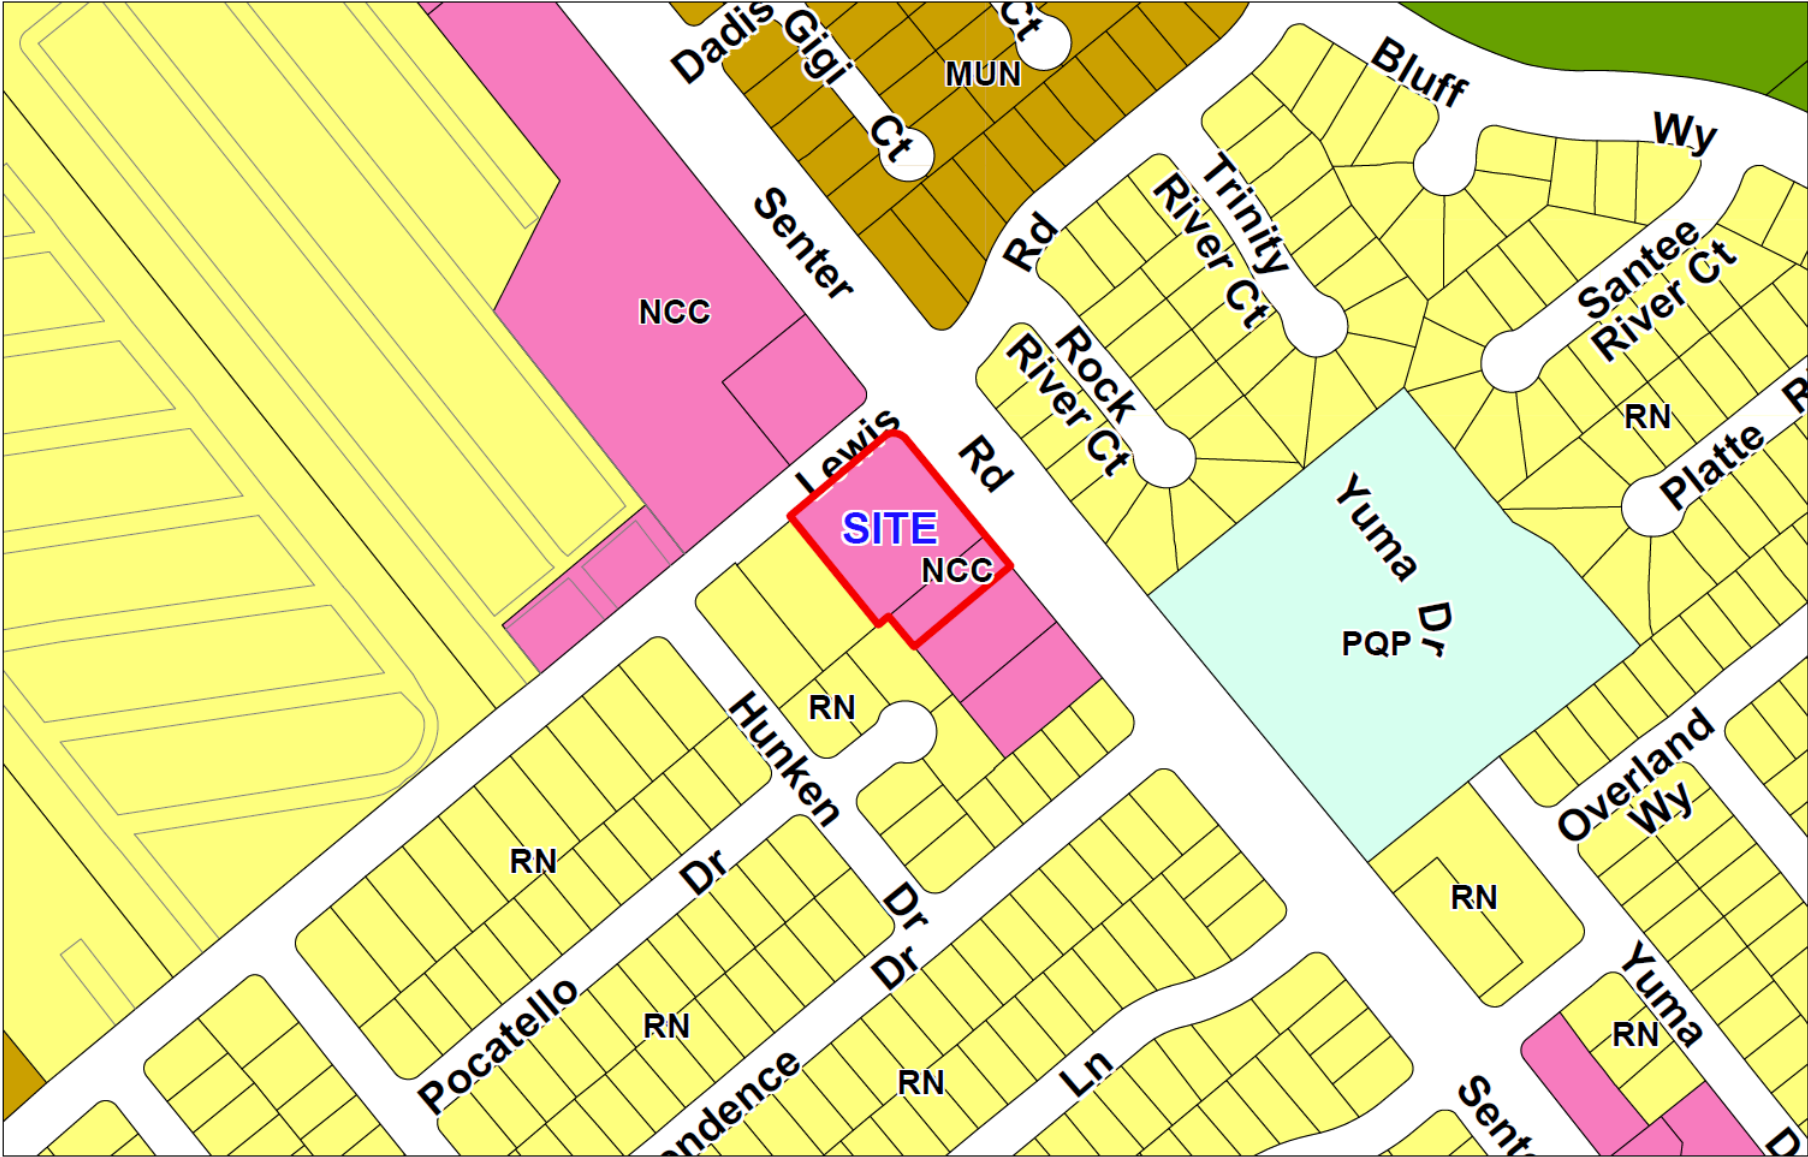 Dadis
Gigi
Ct
Ct
MUN
Bluff
Wy
Senter
Rd
Trinity
River Ct
Santee
River Ct
NCC
Rock
River Ct
Lewis
Rd
RN
Platte
SITE
NCC
Yuma
Dr
PQP
RN
Hunken
Dr
Overland
Wy
RN
Pocatello
Dr
RN
RN
Dr
Yuma
RN
RN
Ln